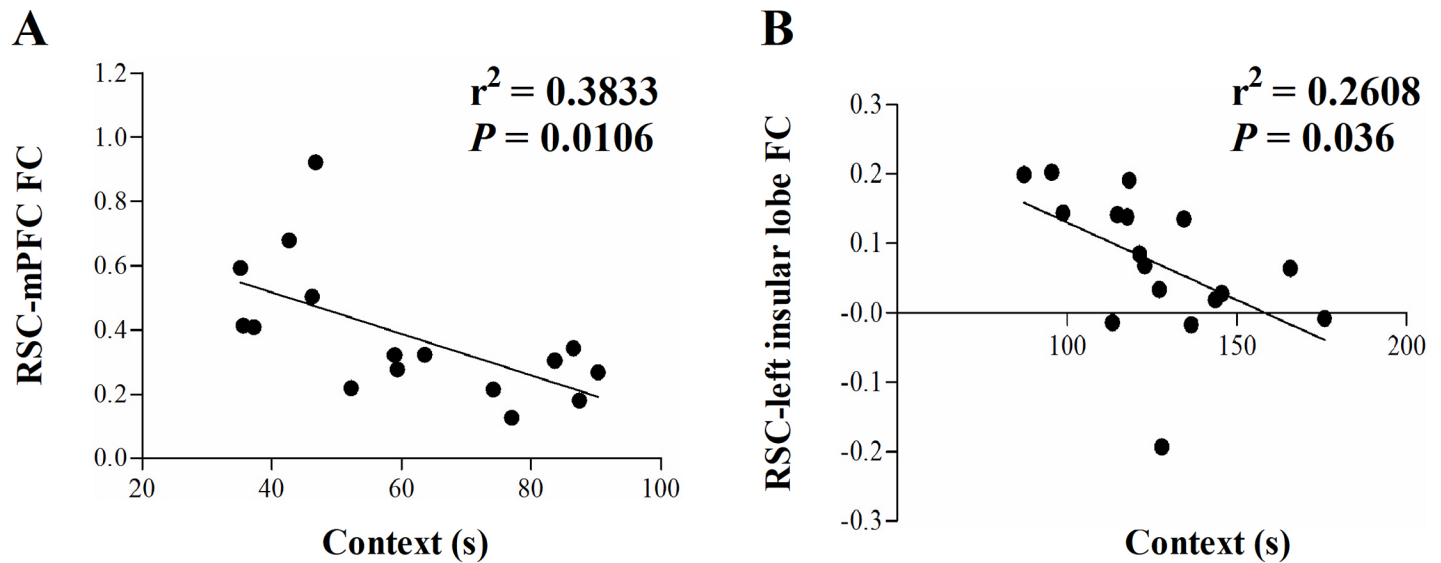 A
B
r² = 0.3833
P = 0.0106
r² = 0.2608
P = 0.036
RSC-mPFC FC
1.2
1.0
0.8
0.6
0.4
0.2
0.0
20 40 60 80 100
Context (s)
RSC-left insular lobe FC
0.3
0.2
0.1
-0.0
-0.1
-0.2
-0.3
100 150 200
Context (s)